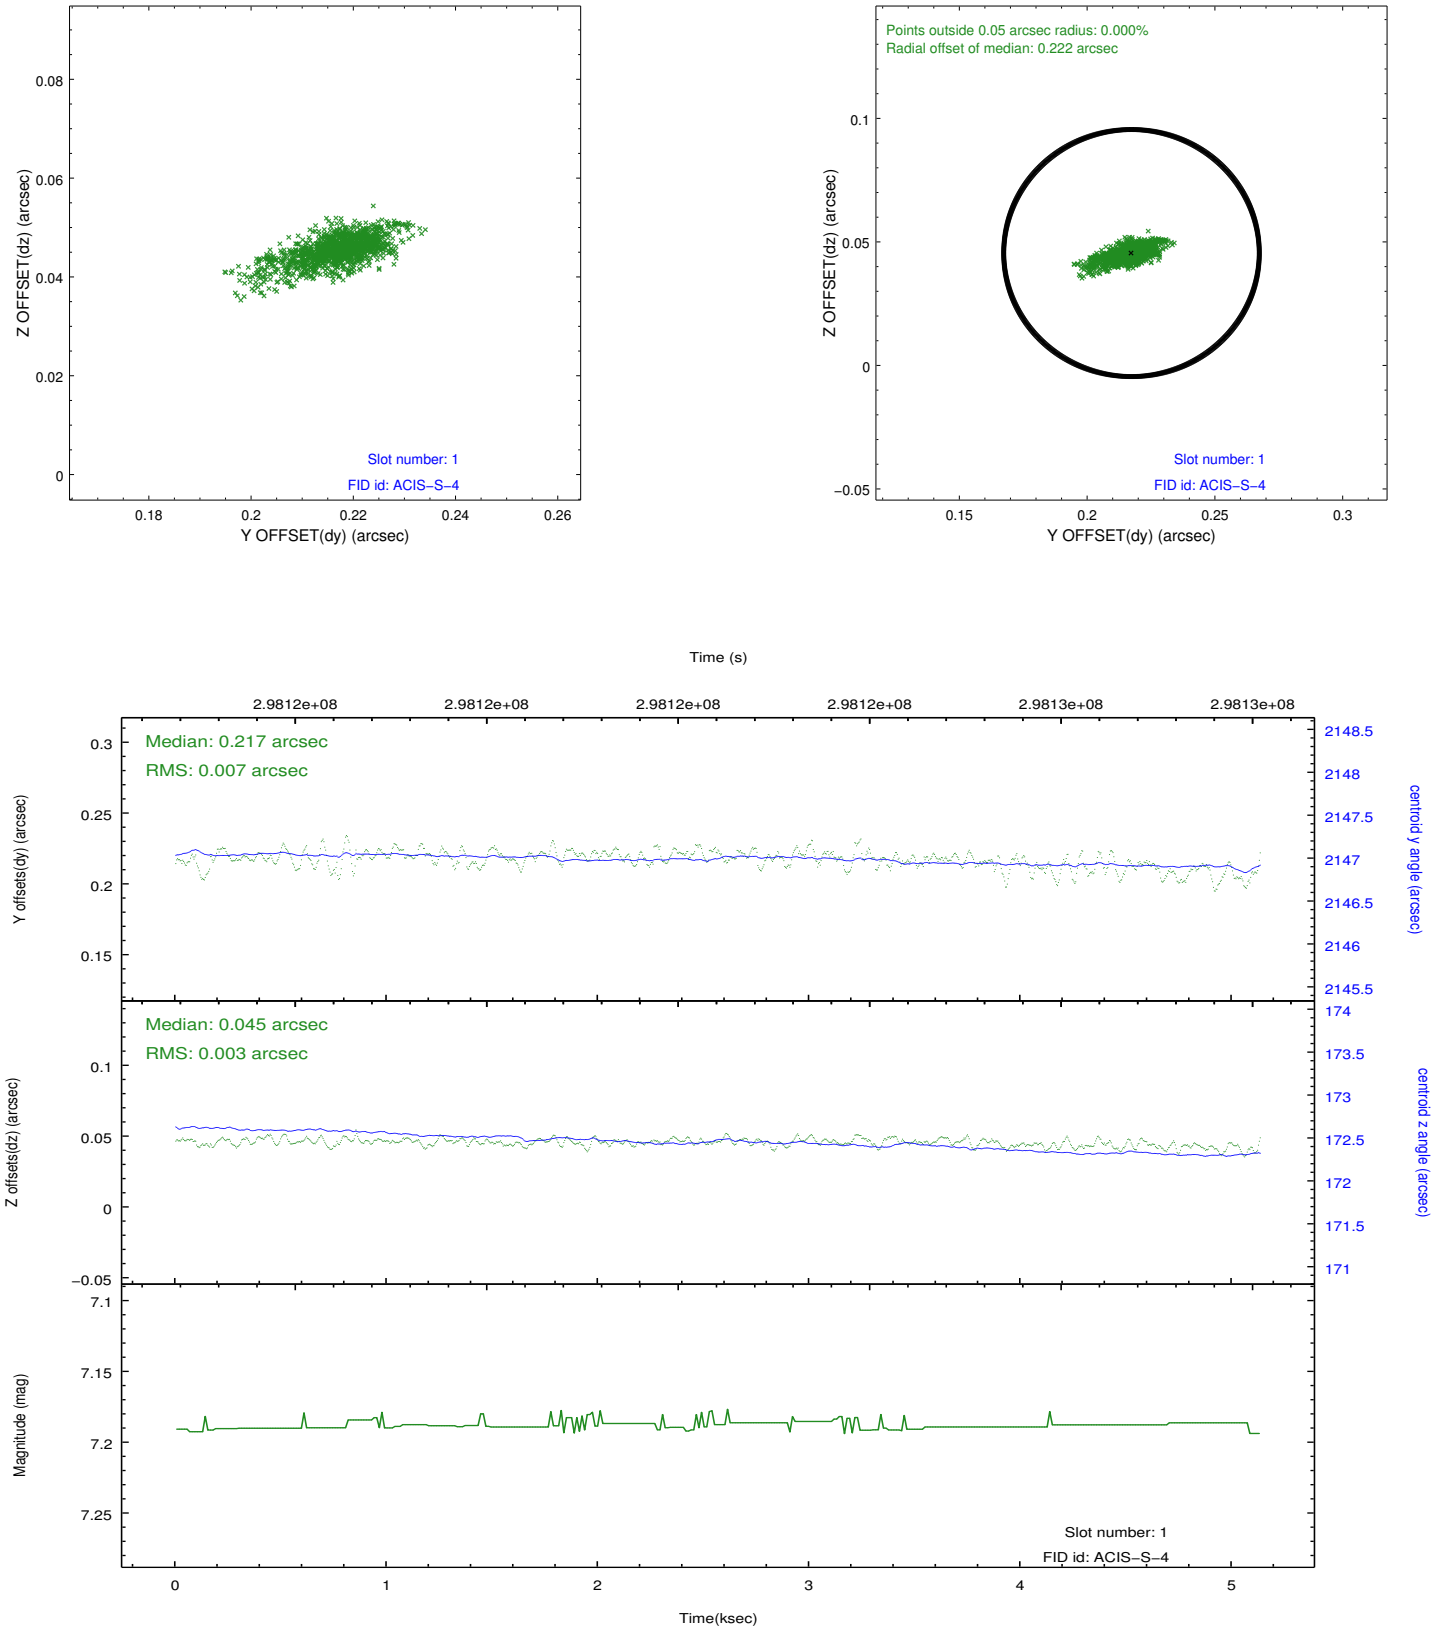 0.08
0.06
0.04
0.02
0
Z OFFSET(dz) (arcsec)
Slot number: 1
FID id: ACIS−S−4
0.18
0.2
0.22
0.24
0.26
Y OFFSET(dy) (arcsec)
Points outside 0.05 arcsec radius: 0.000%
Radial offset of median: 0.222 arcsec
0.1
0.05
0
−0.05
Z OFFSET(dz) (arcsec)
Slot number: 1
FID id: ACIS−S−4
0.15
0.2
0.25
0.3
Y OFFSET(dy) (arcsec)
Time (s)
2.9812e+08
2.9812e+08
2.9812e+08
2.9812e+08
2.9813e+08
2.9813e+08
Median: 0.217 arcsec
RMS: 0.007 arcsec
0.3
0.25
0.2
0.15
Y offsets(dy) (arcsec)
2148.5
2148
2147.5
2147
2146.5
2146
2145.5
centroid y angle (arcsec)
Median: 0.045 arcsec
RMS: 0.003 arcsec
0.1
0.05
0
−0.05
Z offsets(dz) (arcsec)
174
173.5
173
172.5
172
171.5
171
centroid z angle (arcsec)
7.1
7.15
7.2
7.25
Magnitude (mag)
Slot number: 1
FID id: ACIS−S−4
0
1
2
3
4
5
Time(ksec)